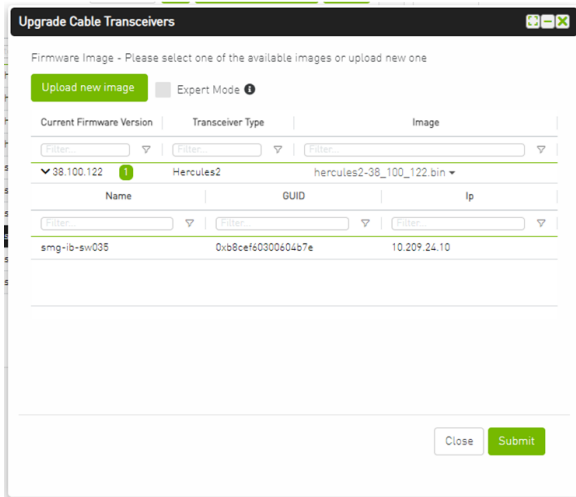 Upgrade Cable Transceivers
Firmware Image - Please select one of the available images or upload new one
Upload new image Expert Mode
Current Firmware Version Transceiver Type Image
Filter... Filter... Filter...
38.100.122 1 Hercules2 hercules2-38_100_122.bin
Name GUID Ip
Filter... Filter... Filter...
smg-ib-sw035 0xb8cef60300604b7e 10.209.24.10
Close Submit